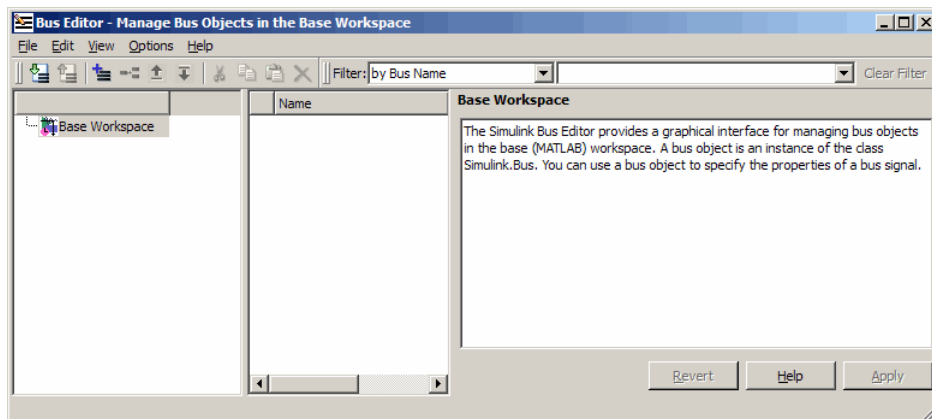 Bus Editor - Manage Bus Objects in the Base Workspace
File Edit View Options Help
Filter: by Bus Name Clear Filter
Name
Base Workspace
Base Workspace
The Simulink Bus Editor provides a graphical interface for managing bus objects
in the base (MATLAB) workspace. A bus object is an instance of the class
Simulink.Bus. You can use a bus object to specify the properties of a bus signal.
Revert Help Apply